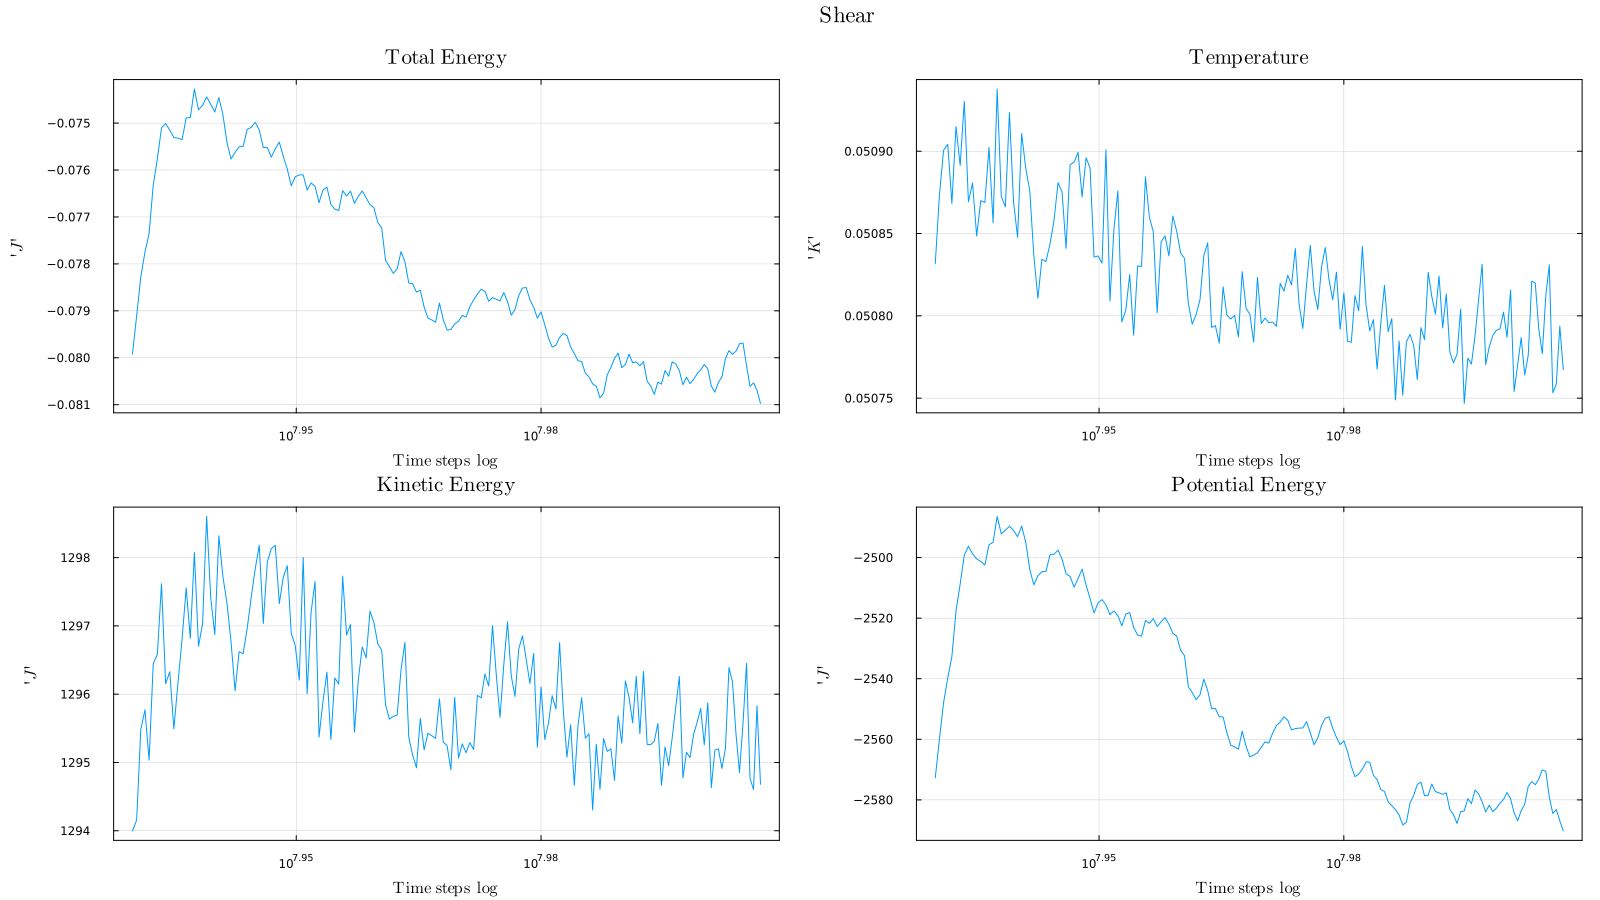 Shear
Total Energy
Temperature
−0.075
−0.076
−0.077
−0.078
−0.079
−0.080
−0.081
'J'
10^7.95
10^7.98
Time steps log
0.05090
0.05085
0.05080
0.05075
'K'
10^7.95
10^7.98
Time steps log
Kinetic Energy
Potential Energy
1298
1297
1296
1295
1294
'J'
10^7.95
10^7.98
Time steps log
−2500
−2520
−2540
−2560
−2580
'J'
10^7.95
10^7.98
Time steps log